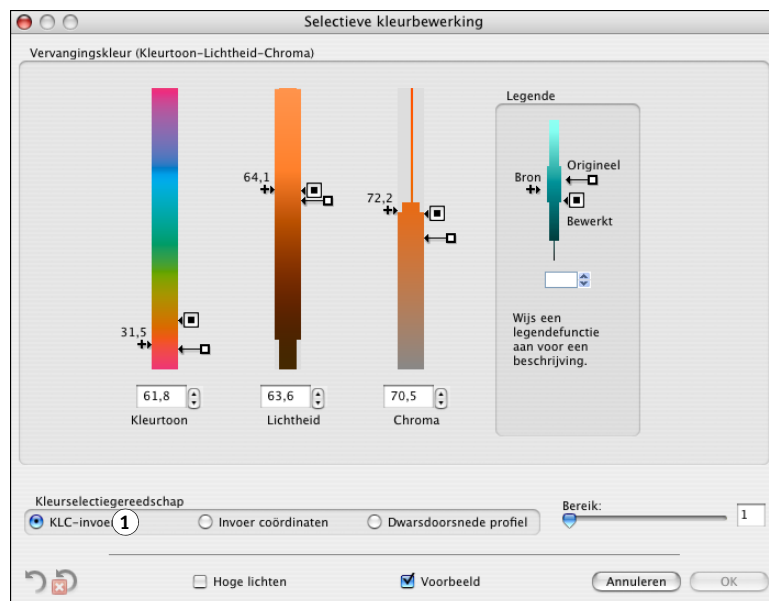 Selectieve kleurbewerking
Vervangingskleur (Kleurtoon-Lichtheid-Chroma)
Legende
64,1
72,2
31,5
Bron
Origineel
Bewerkt
Wijs een
legendefunctie
aan voor een
beschrijving.
61,8
63,6
70,5
Kleurtoon
Lichtheid
Chroma
Kleurselectiegereedschap
KLC-invoe
1
Invoer coördinaten
Dwarsdoorsnede profiel
Bereik:
1
Hoge lichten
Voorbeeld
Annuleren
OK